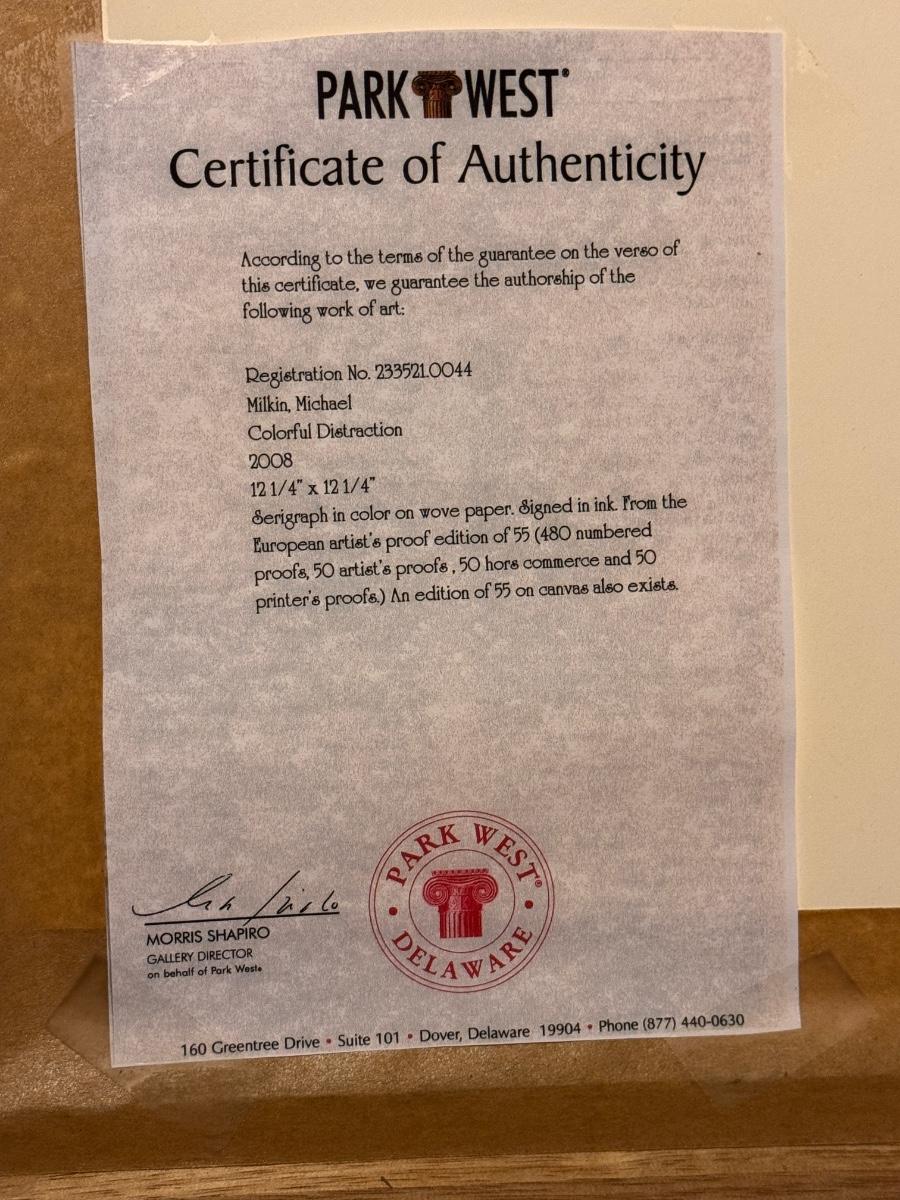 PARK WEST®
Certificate of Authenticity
According to the terms of the guarantee on the verso of
this certificate, we guarantee the authorship of the
following work of art:
Registration No. 233521.0044
Milkin, Michael
Colorful Distraction
2008
12 1/4" x 12 1/4"
Serigraph in color on wove paper. Signed in ink. From the
European artist's proof edition of 55 (480 numbered
proofs, 50 artist's proofs , 50 hors commerce and 50
printer's proofs.) An edition of 55 on canvas also exists.
MORRIS SHAPIRO
GALLERY DIRECTOR
on behalf of Park West®
PARK WEST®
• DELAWARE •
160 Greentree Drive • Suite 101 • Dover, Delaware 19904 • Phone (877) 440-0630